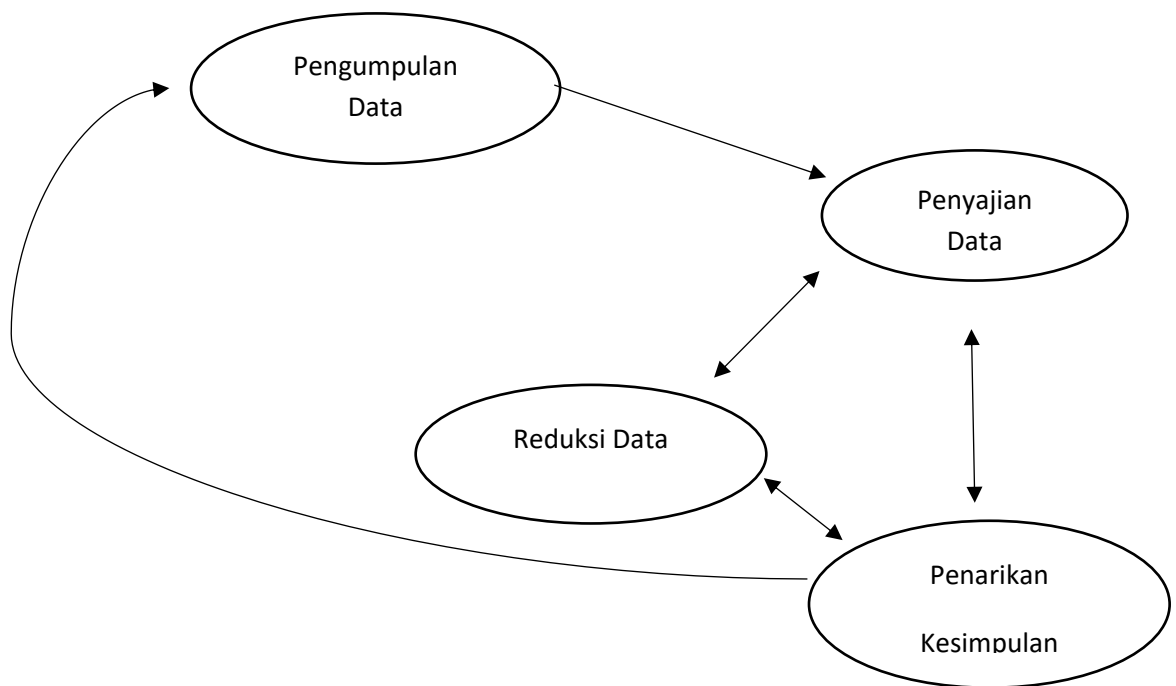 Pengumpulan
Data
Penyajian
Data
Reduksi Data
Penarikan
Kesimpulan